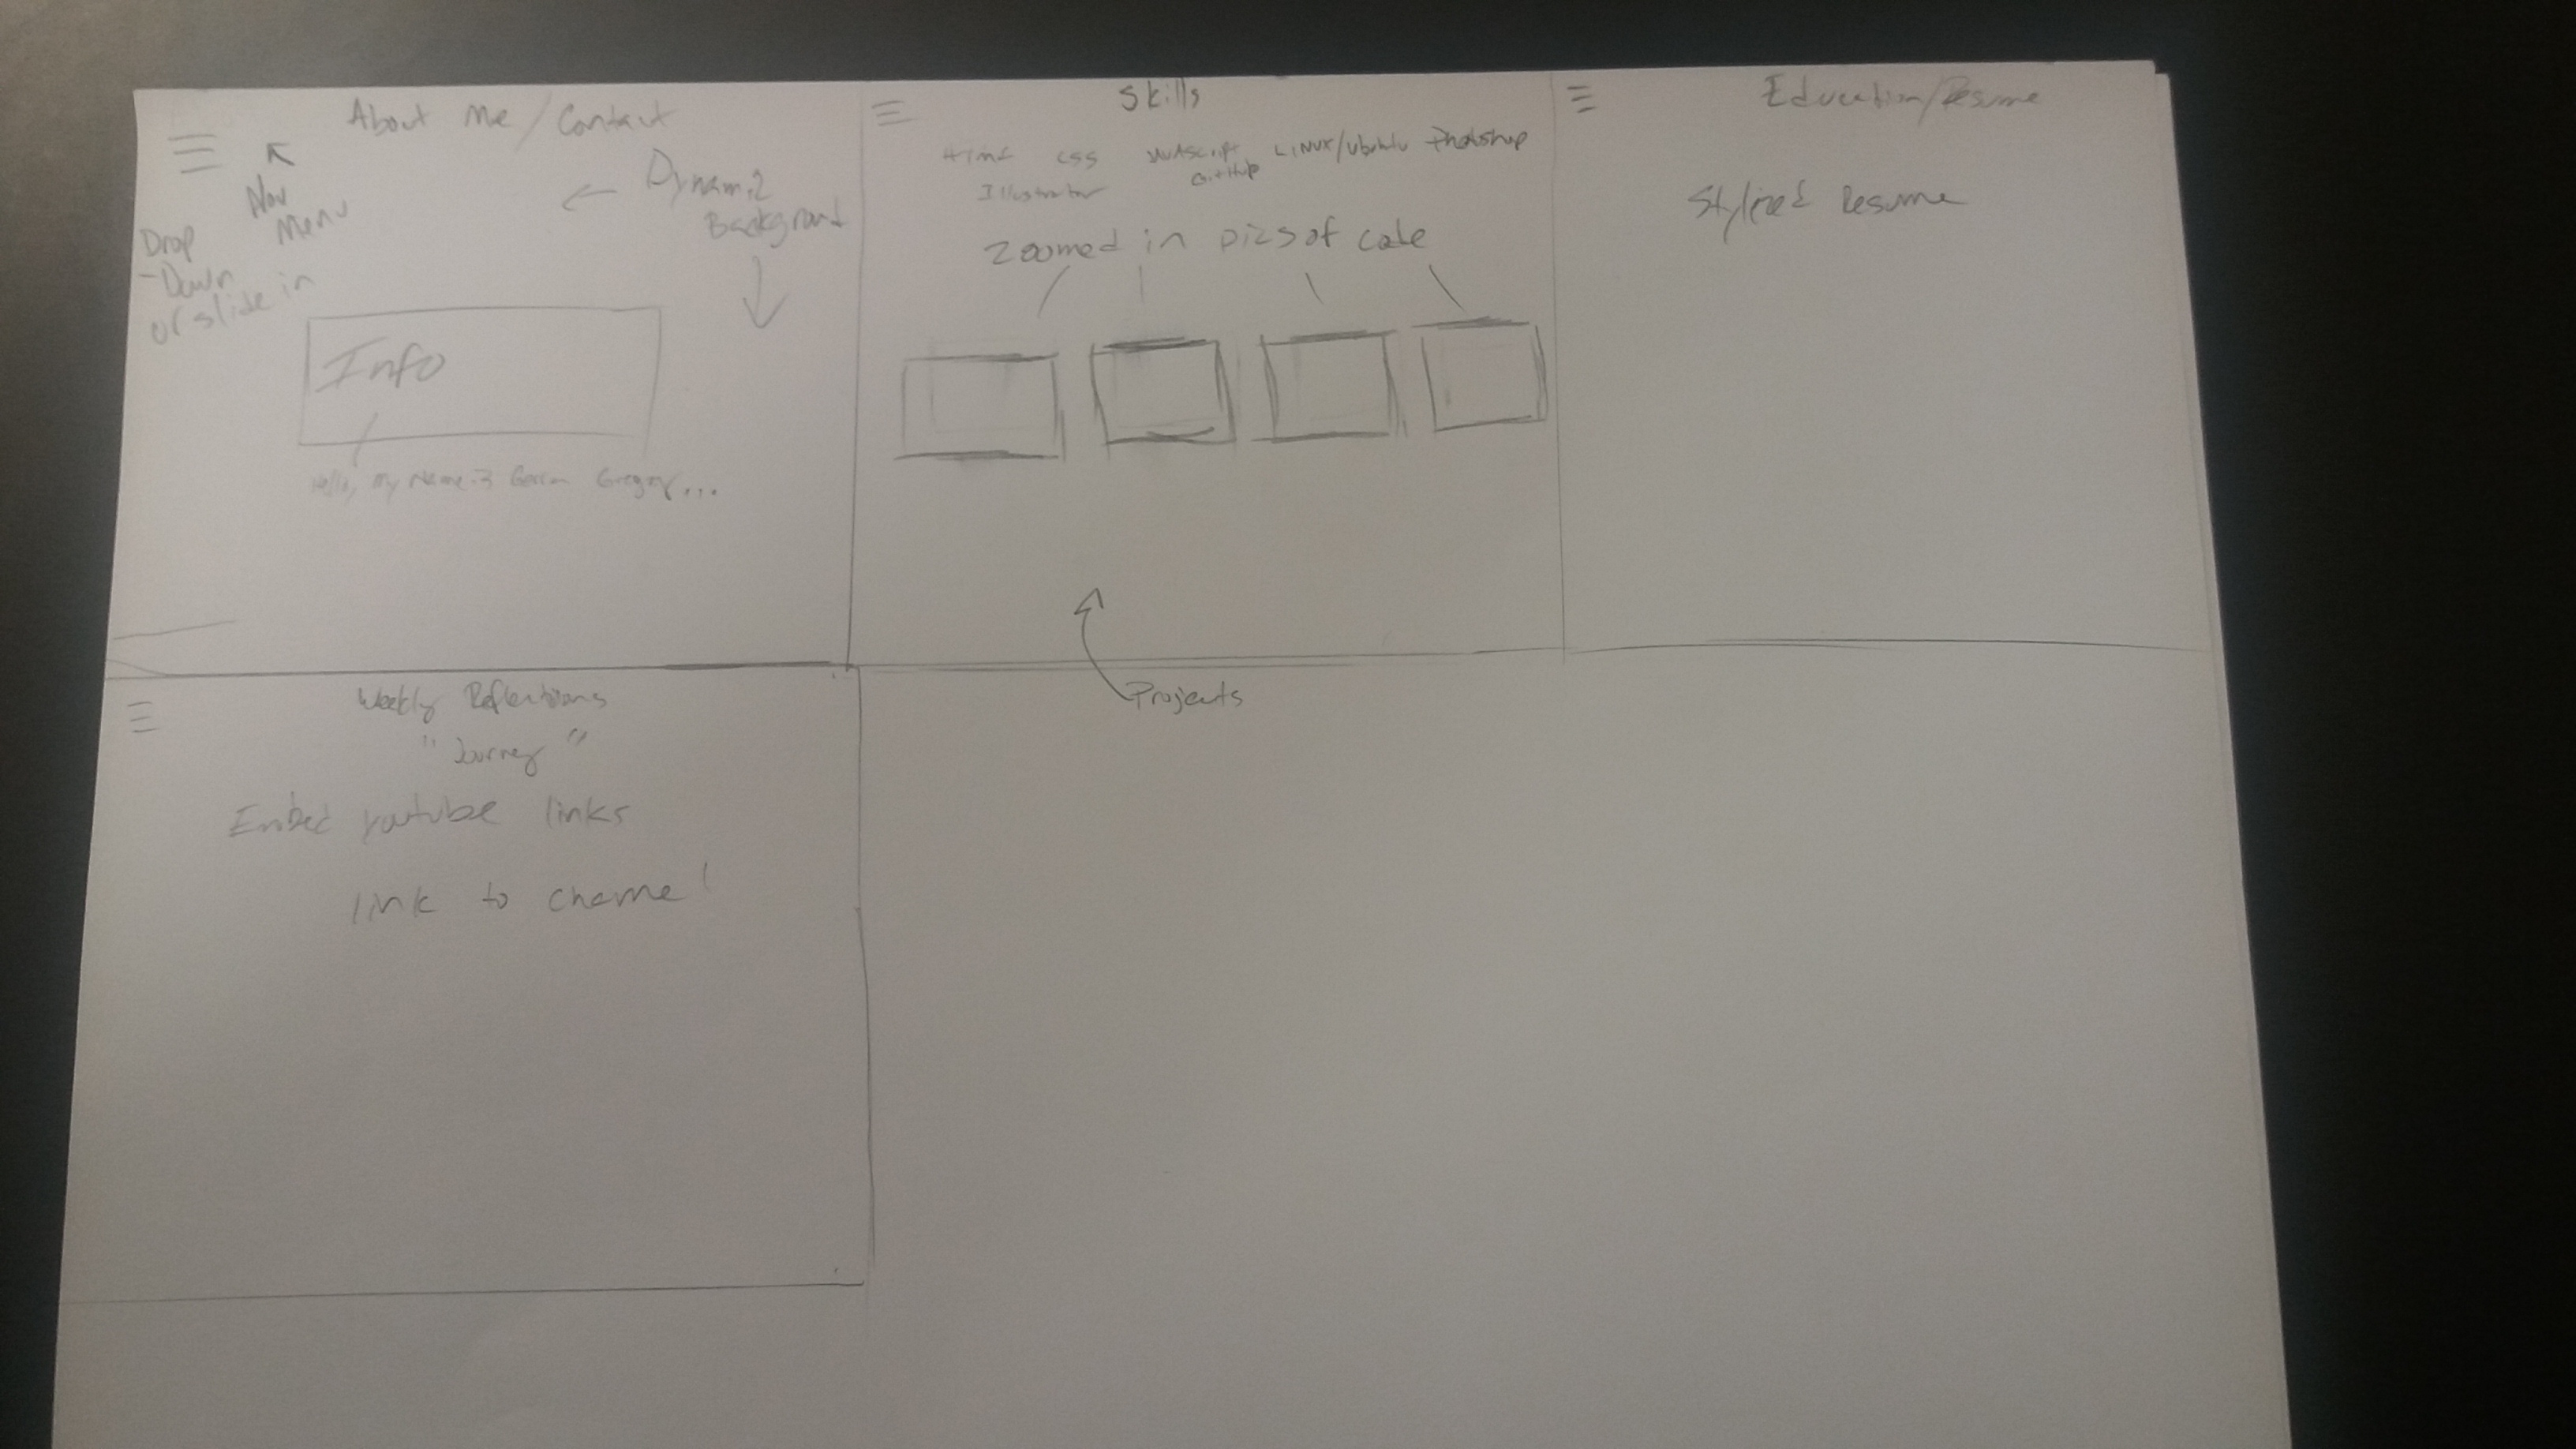 About Me / Contact
Nav
Menu
Drop
-Down
or slide in
Dynamic
Background
Info
Hello, my Name is Gregory...
Skills
HTML CSS JavaScript LINUX/Ubuntu Photoshop
Illustrator GitHub
Zoomed in pics of code
Education/Resume
Stylized Resume
Weekly Reflections
"Journey"
Embed youtube links
link to channel
Projects